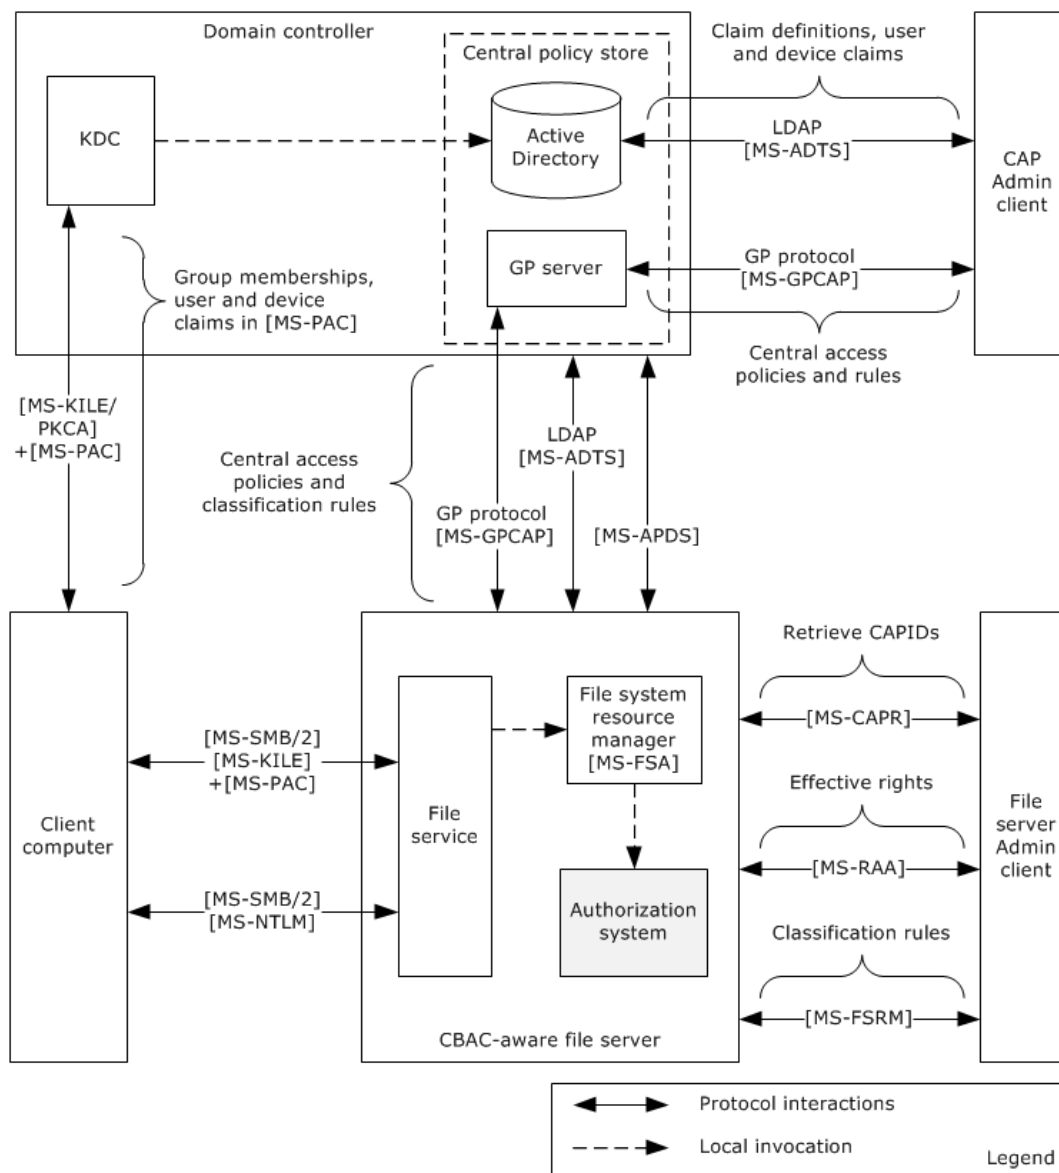 Domain controller
Central policy store
Claim definitions, user
and device claims
KDC
Active
Directory
LDAP
[MS-ADTS]
CAP
Admin
client
GP server
GP protocol
[MS-GPCAP]
Group memberships,
user and device
claims in [MS-PAC]
Central access
policies and rules
[MS-KILE/
PKCA]
+[MS-PAC]
Central access
policies and
classification rules
LDAP
[MS-ADTS]
GP protocol
[MS-GPCAP]
[MS-APDS]
Retrieve CAPIDs
[MS-CAPR]
File system
resource
manager
[MS-FSA]
[MS-SMB/2]
[MS-KILE]
+[MS-PAC]
Effective rights
[MS-RAA]
Client
computer
File
service
File
server
Admin
client
[MS-SMB/2]
[MS-NTLM]
Authorization
system
Classification rules
[MS-FSRM]
CBAC-aware file server
Protocol interactions
Local invocation
Legend